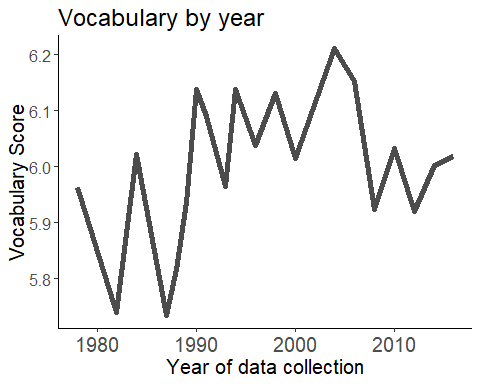 Vocabulary by year
Vocabulary Score
6.2
6.1
6.0
5.9
5.8
1980 1990 2000 2010
Year of data collection